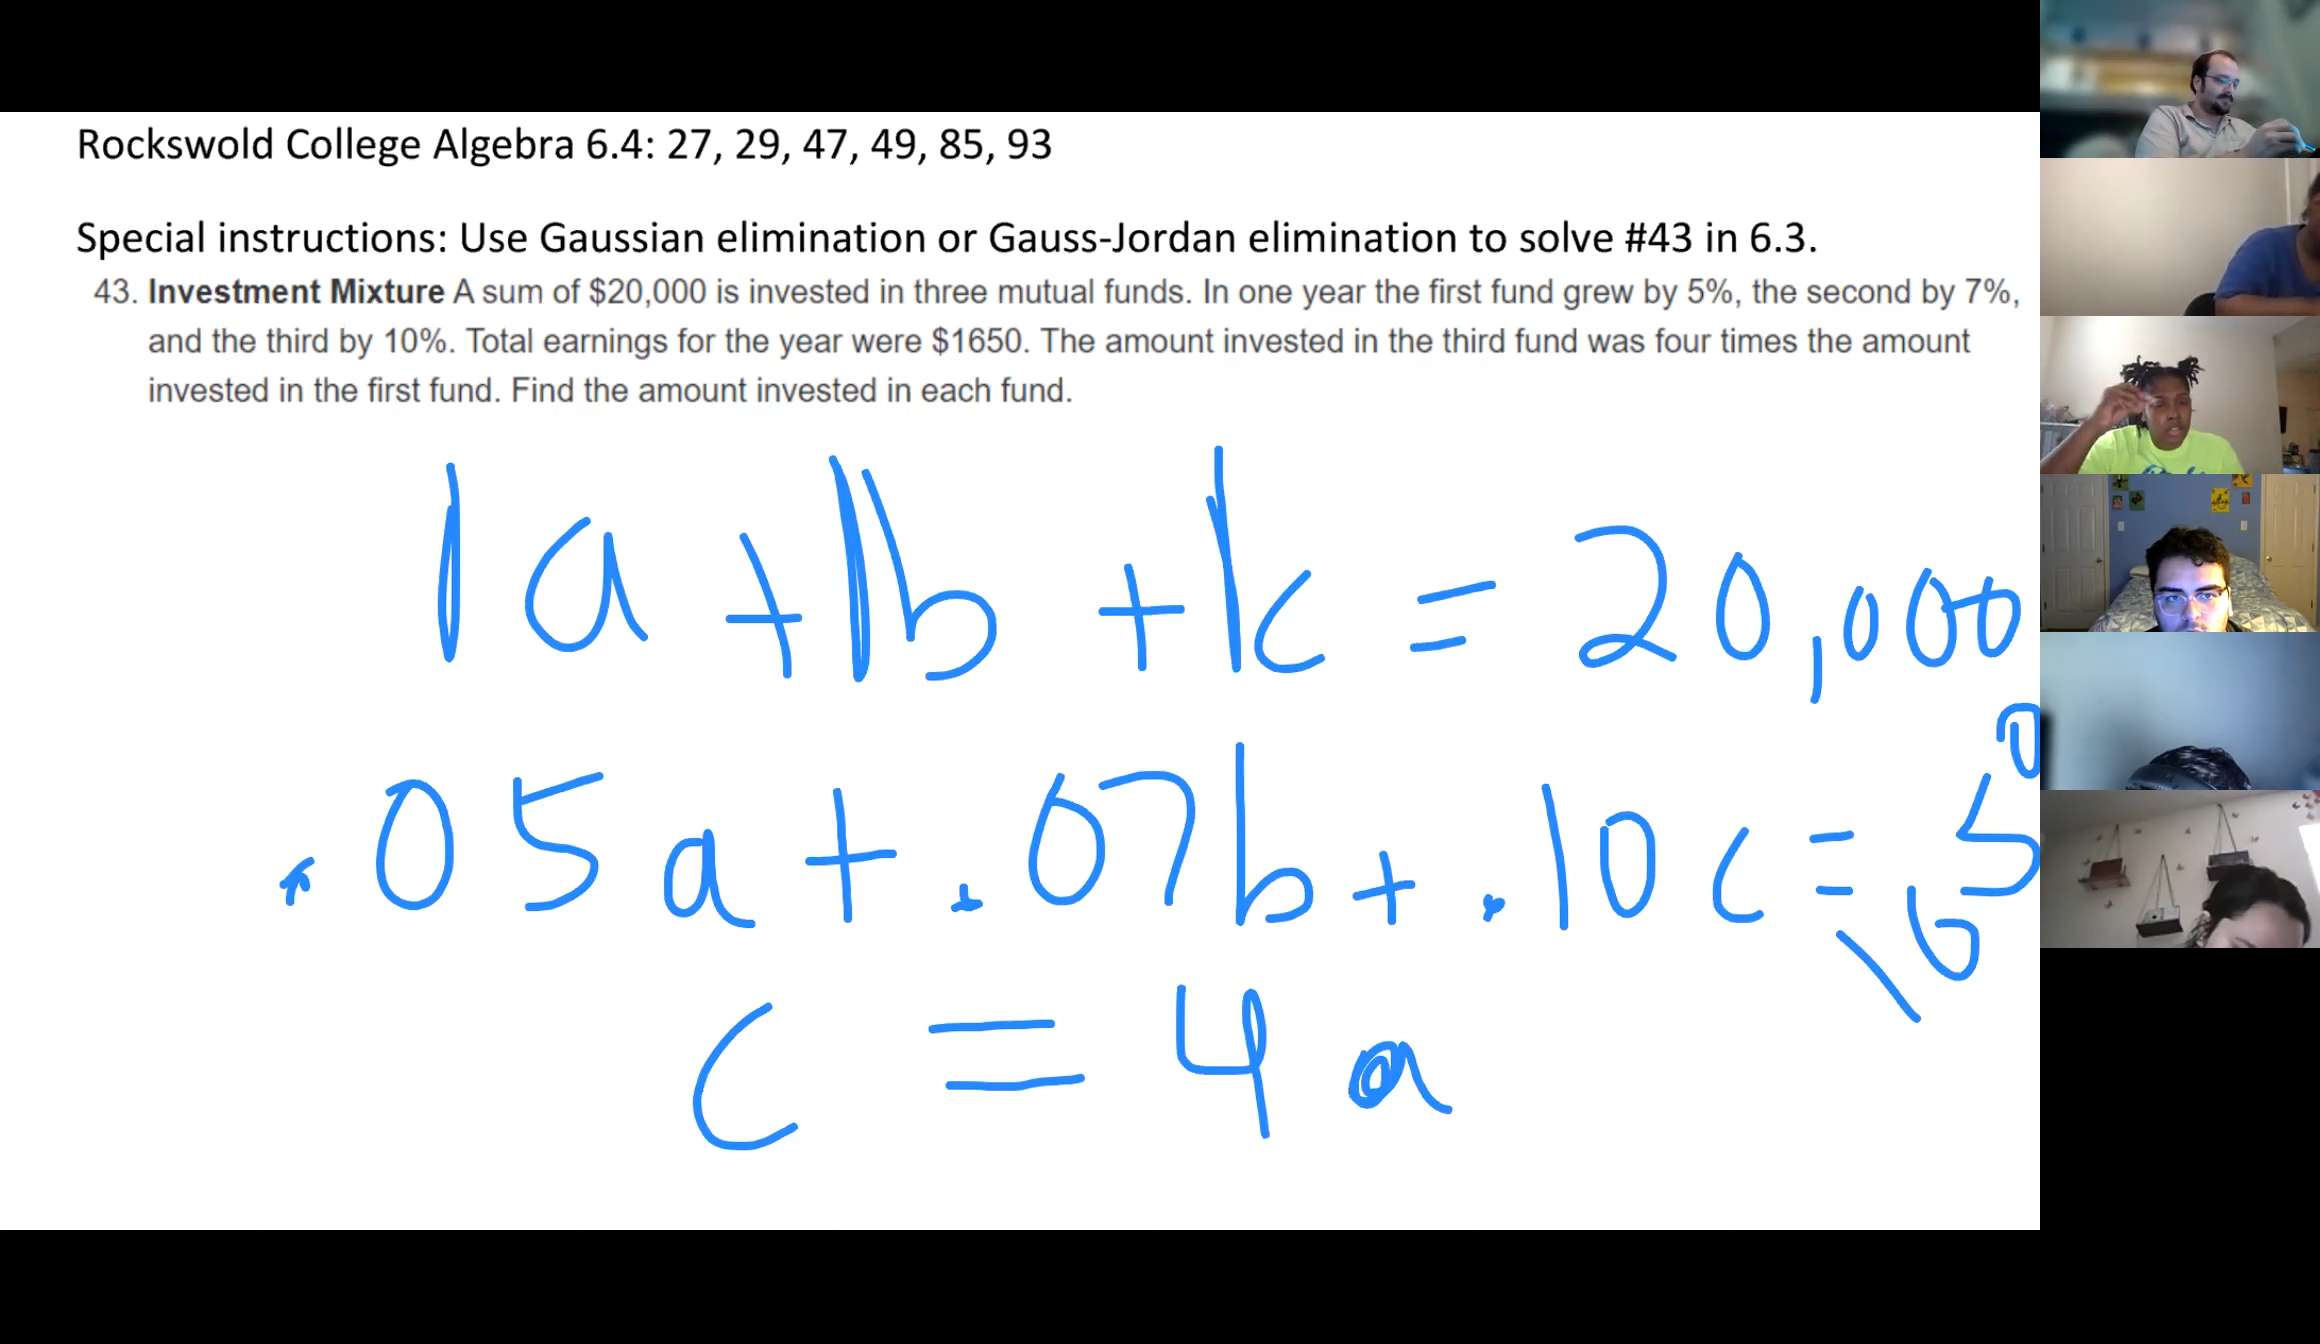 Rockswold College Algebra 6.4: 27, 29, 47, 49, 85, 93
Special instructions: Use Gaussian elimination or Gauss-Jordan elimination to solve #43 in 6.3.
43. Investment Mixture A sum of $20,000 is invested in three mutual funds. In one year the first fund grew by 5%, the second by 7%,
and the third by 10%. Total earnings for the year were $1650. The amount invested in the third fund was four times the amount
invested in the first fund. Find the amount invested in each fund.
1a + 1b + 1c = 20,000
.05a + .07b + .10c = 1650
c = 4a